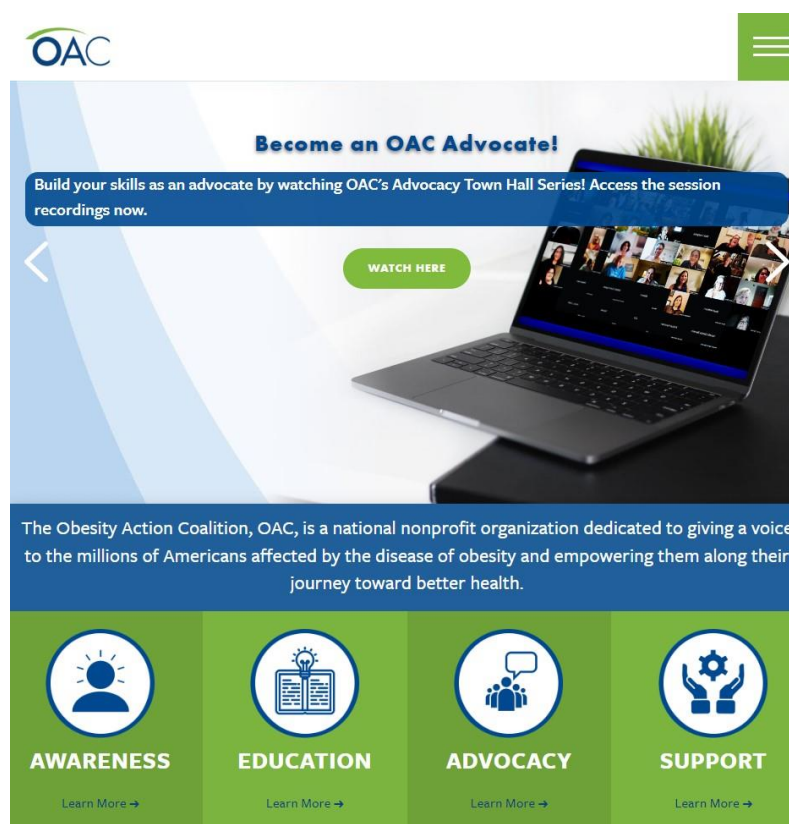 OAC
Become an OAC Advocate!
Build your skills as an advocate by watching OAC's Advocacy Town Hall Series! Access the session
recordings now.
WATCH HERE
The Obesity Action Coalition, OAC, is a national nonprofit organization dedicated to giving a voice
to the millions of Americans affected by the disease of obesity and empowering them along their
journey toward better health.
AWARENESS
EDUCATION
ADVOCACY
SUPPORT
Learn More →
Learn More →
Learn More →
Learn More →